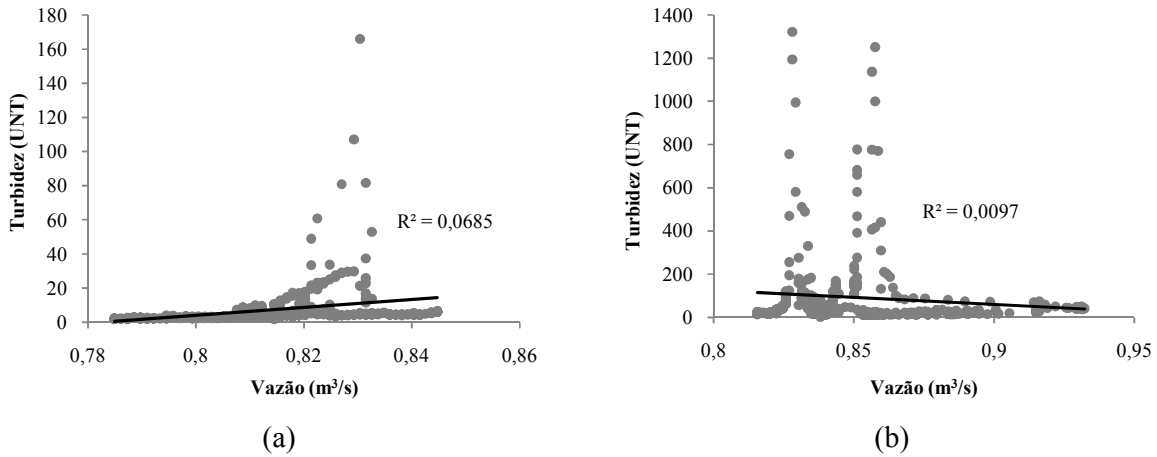 180
160
140
120
100
80
60
40
20
0
Turbidez (UNT)
R² = 0,0685
0,78 0,8 0,82 0,84 0,86
Vazão (m³/s)
(a)
1400
1200
1000
800
600
400
200
0
Turbidez (UNT)
R² = 0,0097
0,8 0,85 0,9 0,95
Vazão (m³/s)
(b)